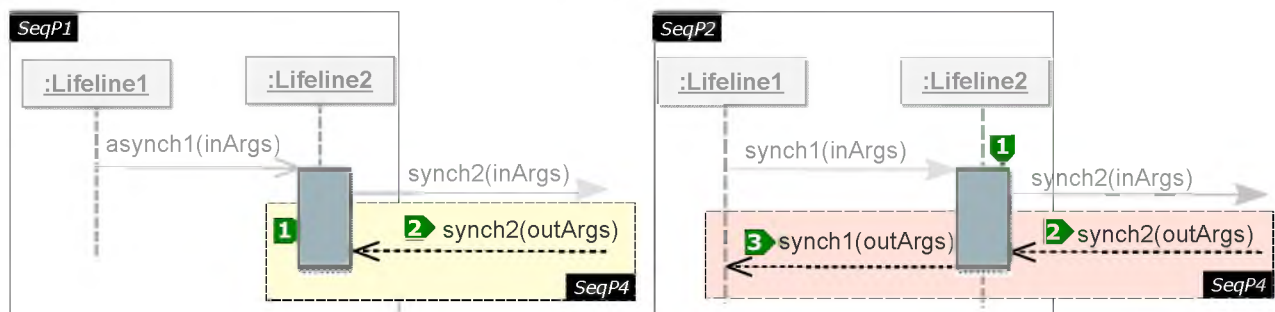 SeqP1
:Lifeline1
:Lifeline2
asynch1(inArgs)
synch2(inArgs)
1
2 synch2(outArgs)
SeqP4
SeqP2
:Lifeline1
:Lifeline2
1
synch1(inArgs)
synch2(inArgs)
3 synch1(outArgs)
2 synch2(outArgs)
SeqP4